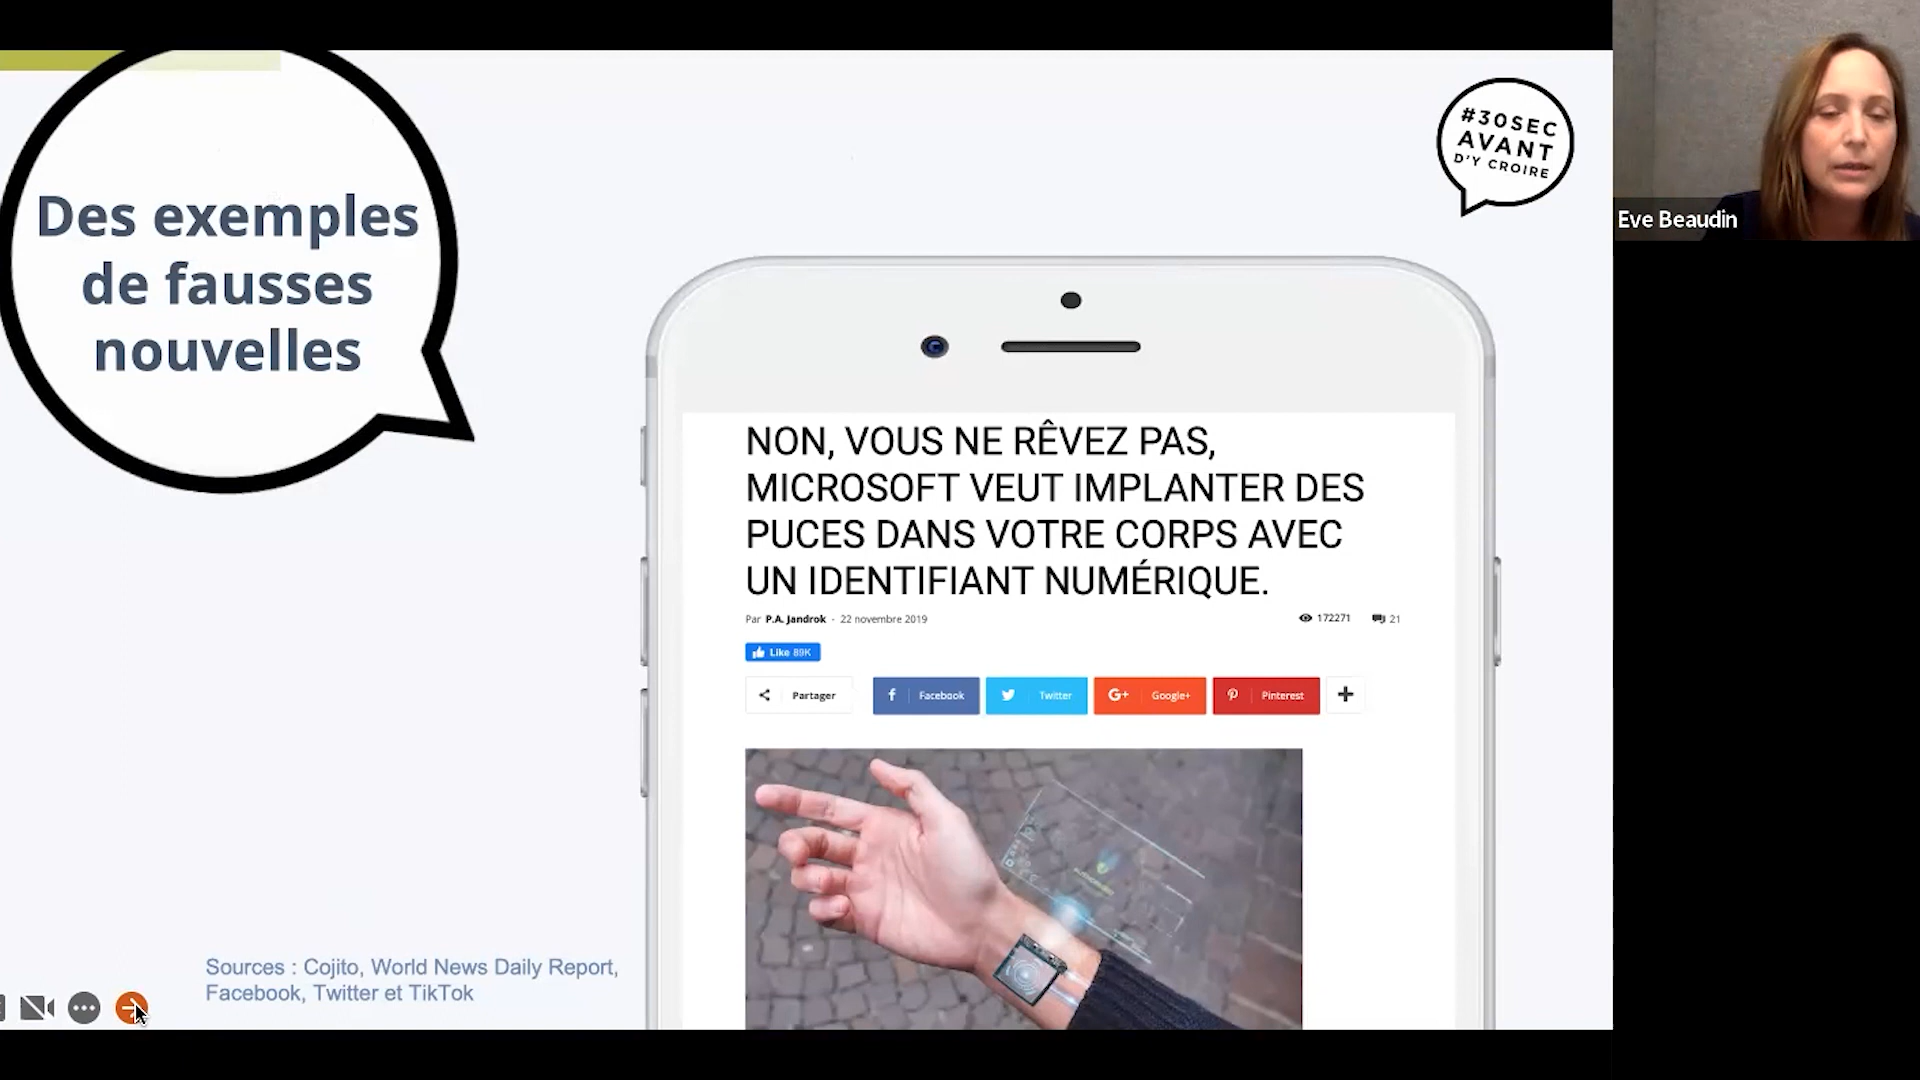 Des exemples
de fausses
nouvelles
#30SEC
AVANT
D'Y CROIRE
Eve Beaudin
NON, VOUS NE RÊVEZ PAS,
MICROSOFT VEUT IMPLANTER DES
PUCES DANS VOTRE CORPS AVEC
UN IDENTIFIANT NUMÉRIQUE.
Par P.A. Jandrok - 22 novembre 2019 172271 21
Like 89K
Partager Facebook Twitter G+ Google+ Pinterest +
Sources : Cojito, World News Daily Report,
Facebook, Twitter et TikTok